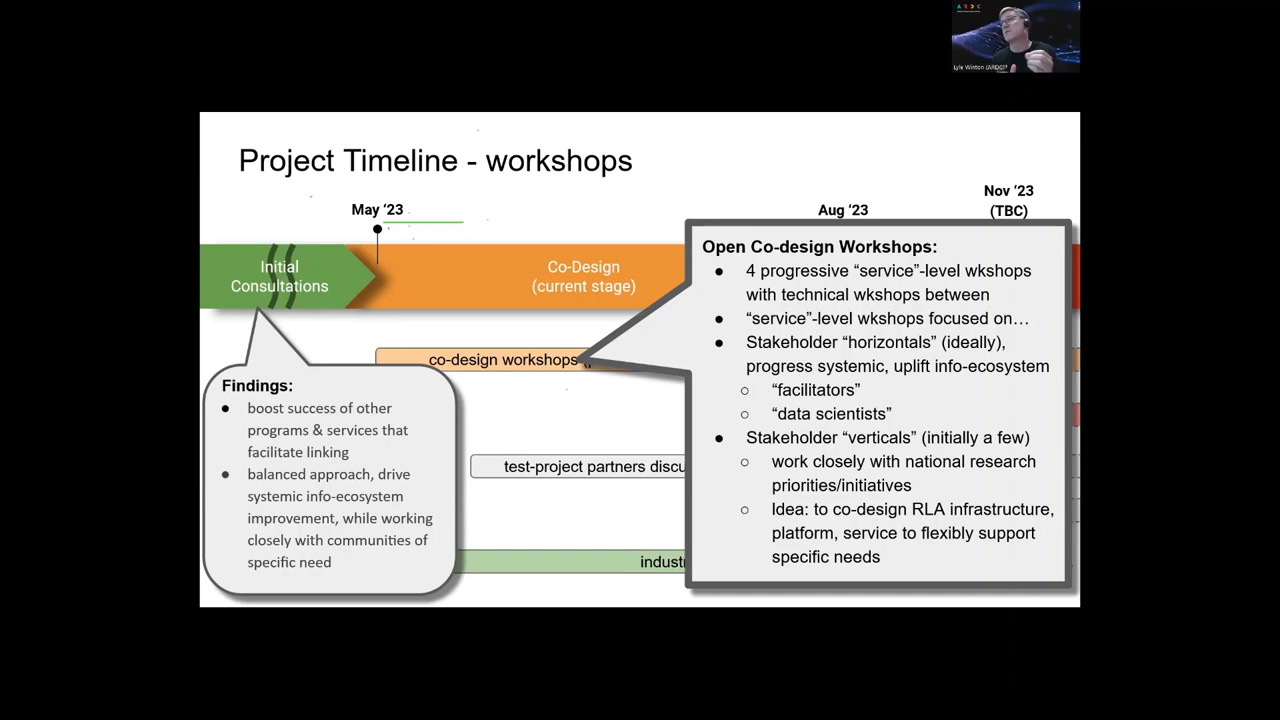 ARDC
Lyle Winton (ARDC)
Project Timeline - workshops
May ‘23
Aug ‘23
Nov ‘23
(TBC)
Initial
Consultations
Co-Design
(current stage)
co-design workshops
test-project partners discu
industr
Findings:
● boost success of other
programs & services that
facilitate linking
● balanced approach, drive
systemic info-ecosystem
improvement, while working
closely with communities of
specific need
Open Co-design Workshops:
● 4 progressive “service”-level wkshops
with technical wkshops between
● “service”-level wkshops focused on…
● Stakeholder “horizontals” (ideally),
progress systemic, uplift info-ecosystem
○ “facilitators”
○ “data scientists”
● Stakeholder “verticals” (initially a few)
○ work closely with national research
priorities/initiatives
○ Idea: to co-design RLA infrastructure,
platform, service to flexibly support
specific needs